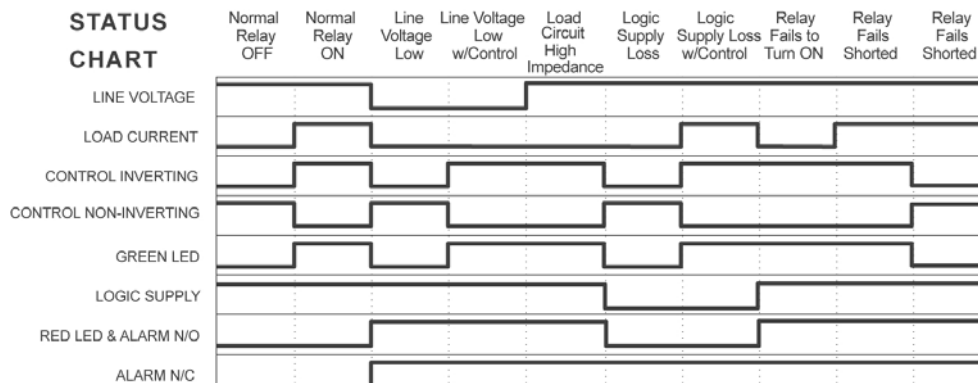 STATUS
CHART
Normal
Relay
OFF
Normal
Relay
ON
Line
Voltage
Low
Line Voltage
Low
w/Control
Load
Circuit
High
Impedance
Logic
Supply
Loss
Logic
Supply Loss
w/Control
Relay
Fails to
Turn ON
Relay
Fails
Shorted
Relay
Fails
Shorted
LINE VOLTAGE
LOAD CURRENT
CONTROL INVERTING
CONTROL NON-INVERTING
GREEN LED
LOGIC SUPPLY
RED LED & ALARM N/O
ALARM N/C